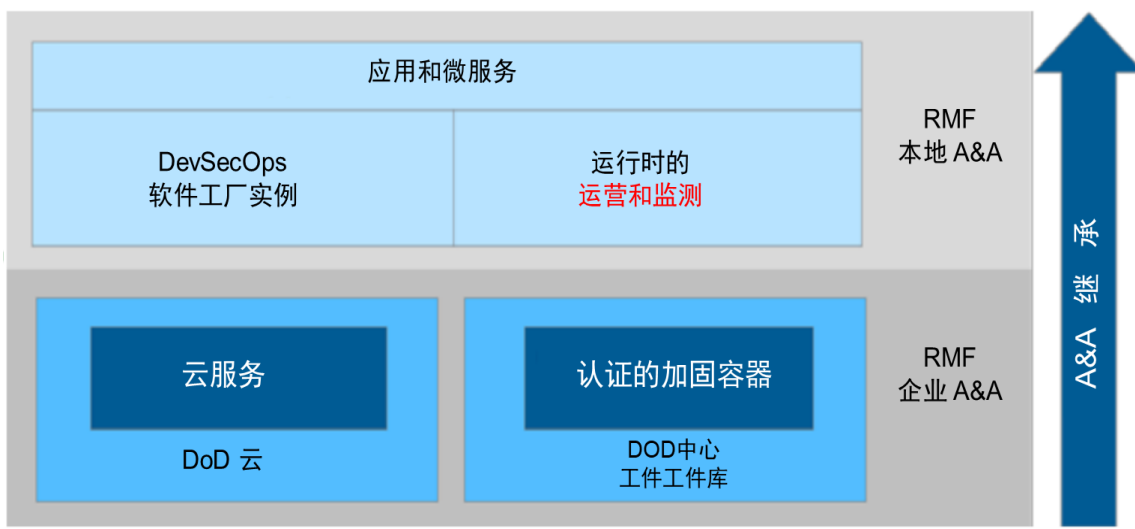 应用和微服务
DevSecOps
软件工厂实例
运行时的
运营和监测
RMF
本地 A&A
云服务
DoD 云
认证的加固容器
DOD中心
工件工件库
RMF
企业 A&A
A&A 继 承